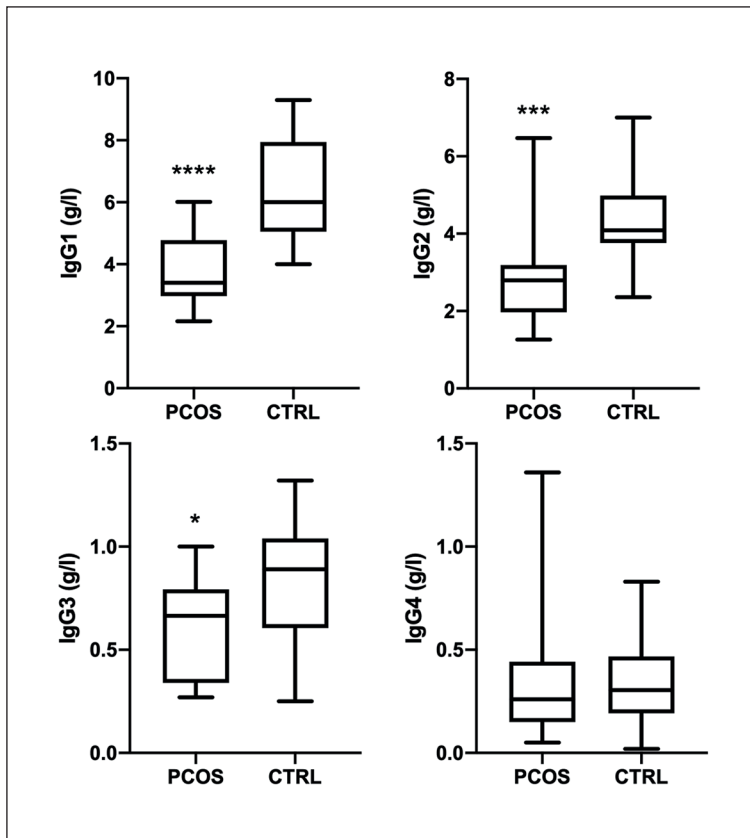 IgG1 (g/l)
10
8
6
4
2
0
****
PCOS CTRL
IgG2 (g/l)
8
6
4
2
0
***
PCOS CTRL
IgG3 (g/l)
1.5
1.0
0.5
0.0
*
PCOS CTRL
IgG4 (g/l)
1.5
1.0
0.5
0.0
PCOS CTRL